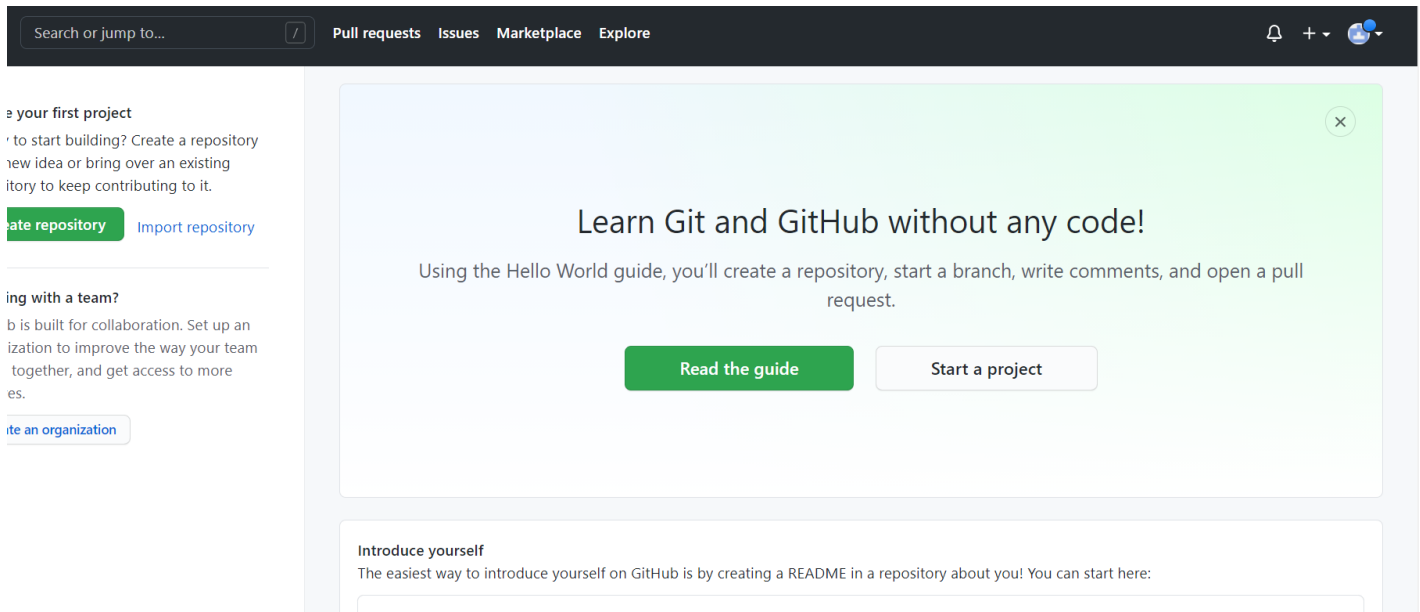 Search or jump to... /
Pull requests Issues Marketplace Explore
e your first project
to start building? Create a repository
new idea or bring over an existing
itory to keep contributing to it.
eate repository Import repository
ing with a team?
b is built for collaboration. Set up an
ization to improve the way your team
together, and get access to more
es.
ate an organization
Learn Git and GitHub without any code!
Using the Hello World guide, you’ll create a repository, start a branch, write comments, and open a pull
request.
Read the guide Start a project
Introduce yourself
The easiest way to introduce yourself on GitHub is by creating a README in a repository about you! You can start here: